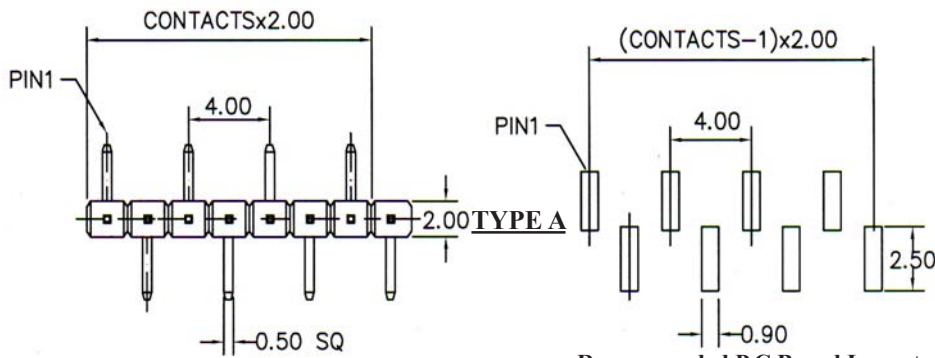 CONTACTSx2.00
PIN1
4.00
2.00
TYPE A
0.50 SQ
(CONTACTS-1)x2.00
PIN1
4.00
2.50
0.90